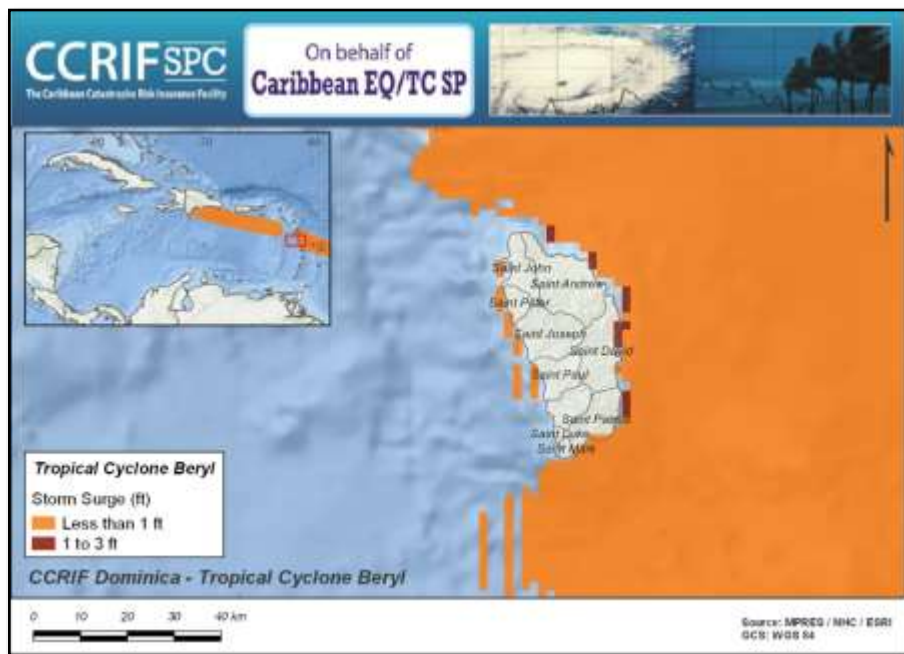 CCRIF SPC
The Caribbean Catastrophe Risk Insurance Facility
On behalf of
Caribbean EQ/TC SP
70
Saint John
Saint Andrew
Saint Peter
Saint Joseph
Saint David
Saint Paul
Saint Patrick
Saint Luke
Saint Mark
Tropical Cyclone Beryl
Storm Surge (ft)
Less than 1 ft
1 to 3 ft
CCRIF Dominica - Tropical Cyclone Beryl
0 10 20 30 40 km
Source: MPRES / NHC / ESRI
GCS: WGS 84